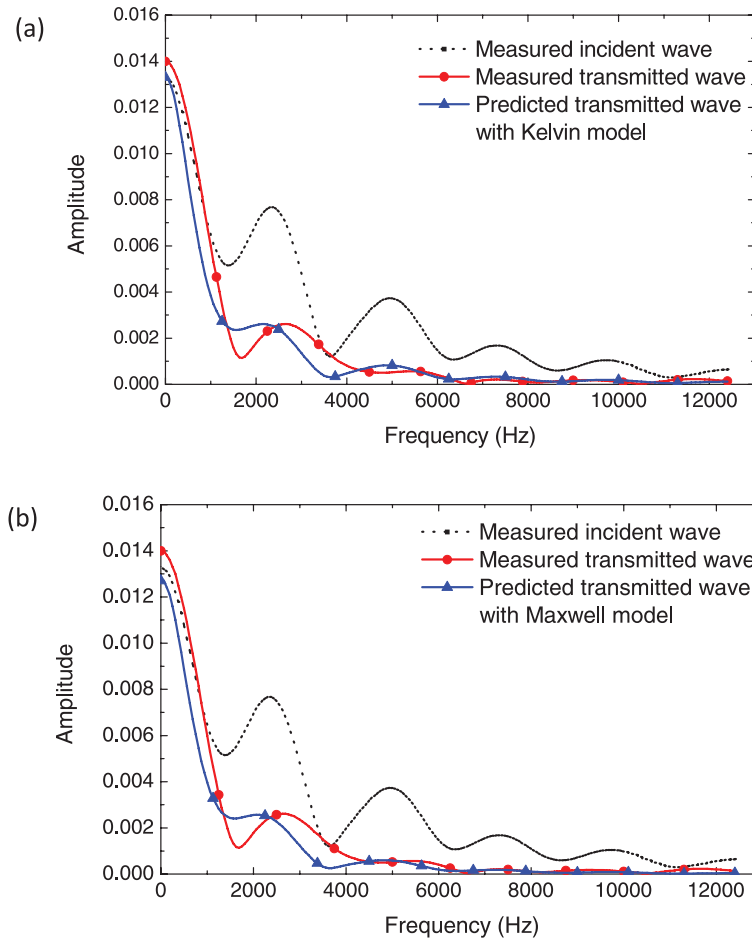 (a)
0.016
0.014
0.012
0.010
0.008
0.006
0.004
0.002
0.000
Amplitude
Measured incident wave
Measured transmitted wave
Predicted transmitted wave
with Kelvin model
0 2000 4000 6000 8000 10000 12000
Frequency (Hz)
(b)
0.016
0.014
0.012
0.010
0.008
0.006
0.004
0.002
0.000
Amplitude
Measured incident wave
Measured transmitted wave
Predicted transmitted wave
with Maxwell model
0 2000 4000 6000 8000 10000 12000
Frequency (Hz)